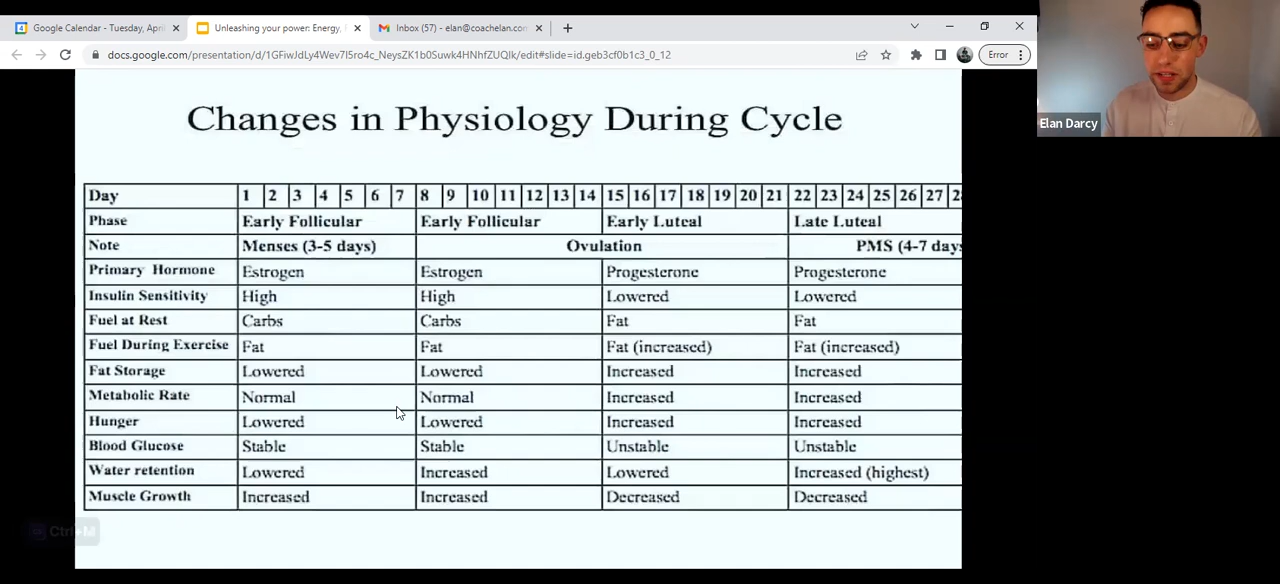 Google Calendar - Tuesday, April
Unleashing your power: Energy,
Inbox (57) - elan@coachelan.com
docs.google.com/presentation/d/1GFiwJdLy4Wev7l5ro4c_NeysZK1b0Suwk4HNhfZUQlk/edit#slide=id.geb3cf0b1c3_0_12
Error
Elan Darcy
Changes in Physiology During Cycle
Day 1 2 3 4 5 6 7 8 9 10 11 12 13 14 15 16 17 18 19 20 21 22 23 24 25 26 27
Phase Early Follicular Early Follicular Early Luteal Late Luteal
Note Menses (3-5 days) Ovulation PMS (4-7 days
Primary Hormone Estrogen Estrogen Progesterone Progesterone
Insulin Sensitivity High High Lowered Lowered
Fuel at Rest Carbs Carbs Fat Fat
Fuel During Exercise Fat Fat Fat (increased) Fat (increased)
Fat Storage Lowered Lowered Increased Increased
Metabolic Rate Normal Normal Increased Increased
Hunger Lowered Lowered Increased Increased
Blood Glucose Stable Stable Unstable Unstable
Water retention Lowered Increased Lowered Increased (highest)
Muscle Growth Increased Increased Decreased Decreased
Ctrl+M